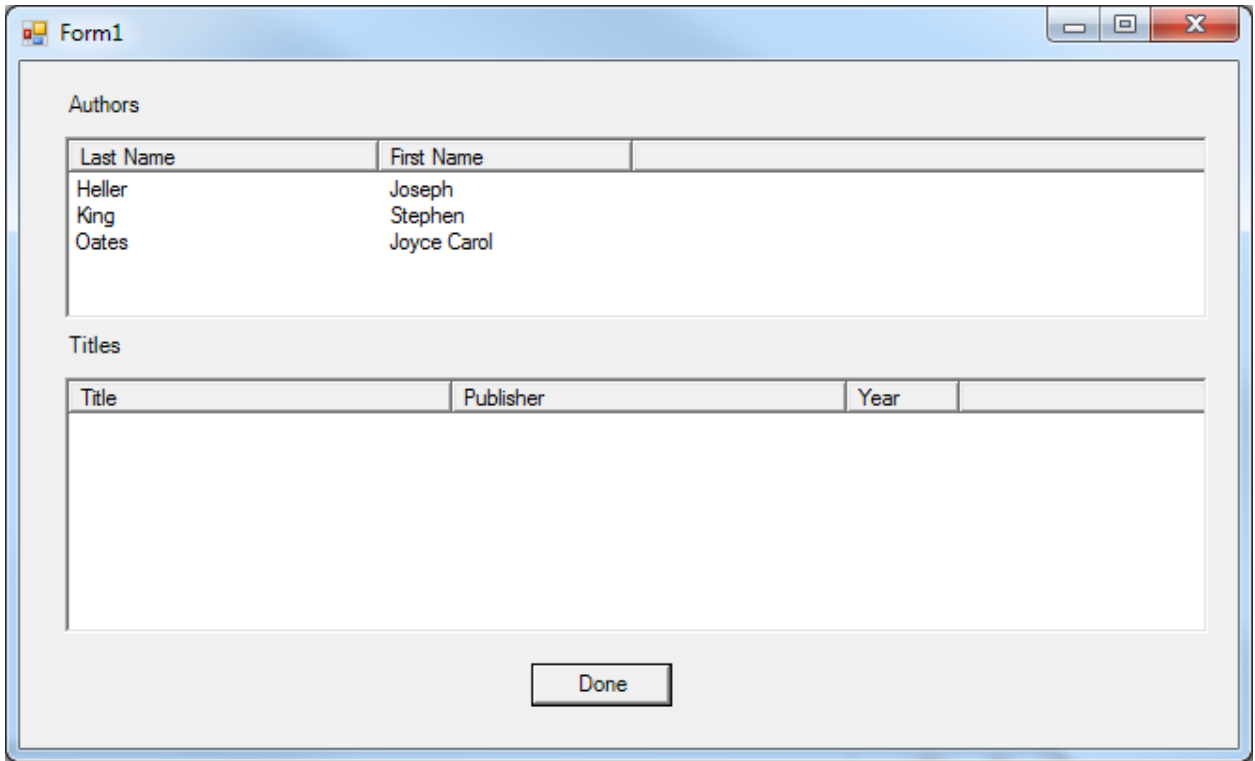 Form1
Authors
Last Name First Name
Heller Joseph
King Stephen
Oates Joyce Carol
Titles
Title Publisher Year
Done